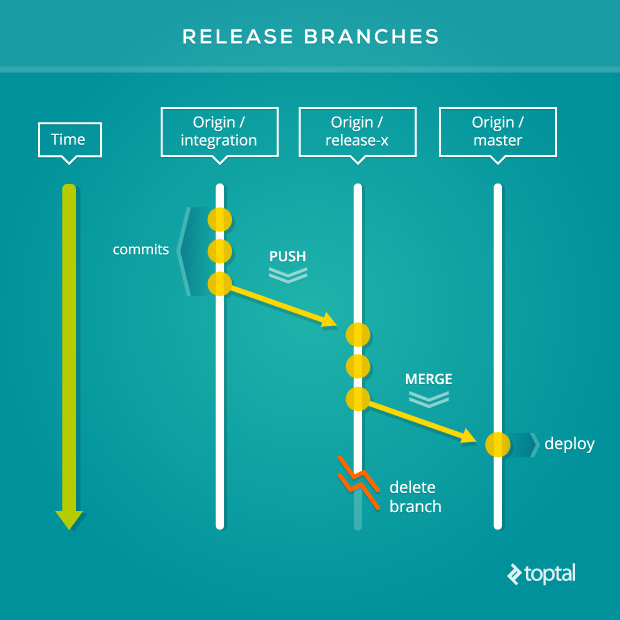 RELEASE BRANCHES
Time
Origin /
integration
Origin /
release-x
Origin /
master
commits
PUSH
MERGE
deploy
delete
branch
toptal